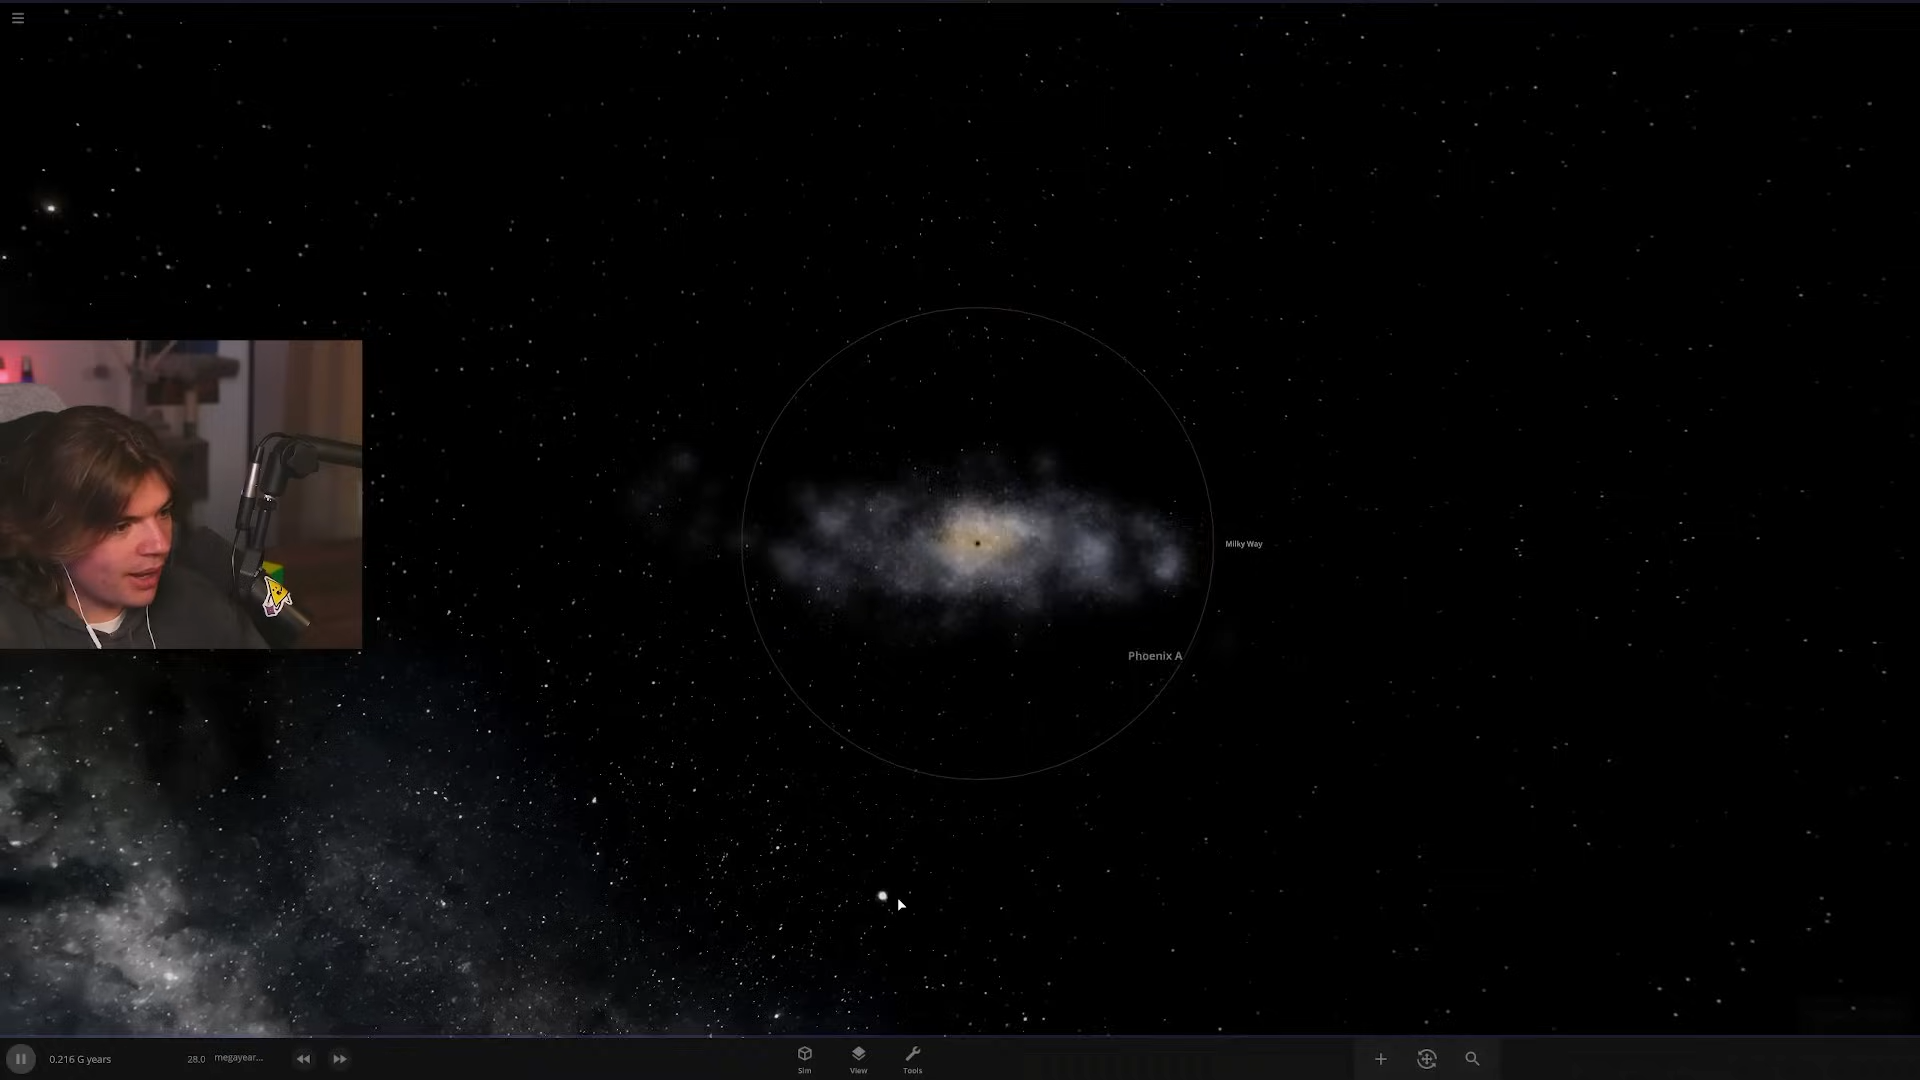 Milky Way
Phoenix A
0.216 G years
28.0 megayear...
Sim
View
Tools